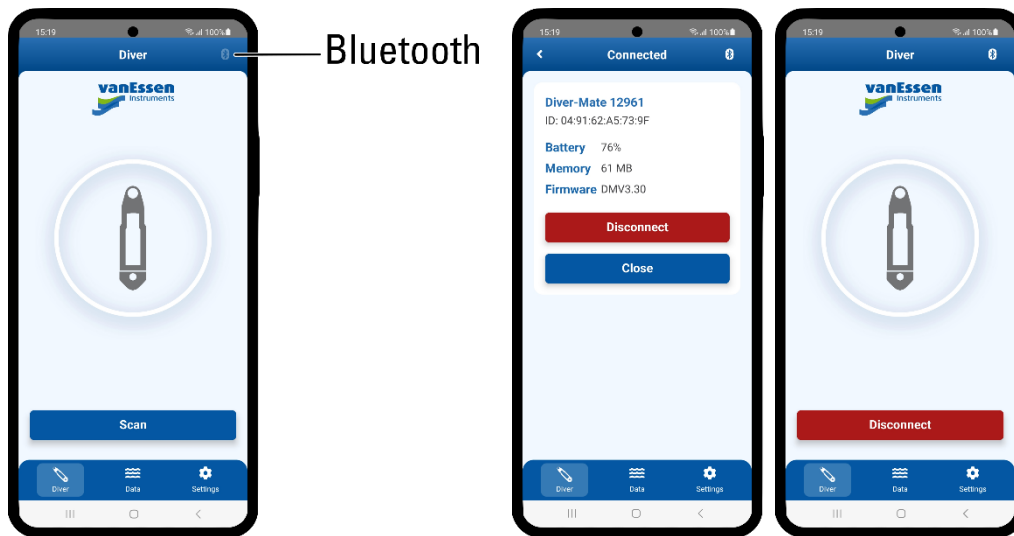 15:19 100%
Diver
Bluetooth
vanEssen
Instruments
Scan
Diver Data Settings
15:19 100%
Connected
Diver-Mate 12961
ID: 04:91:62:A5:73:9F
Battery 76%
Memory 61 MB
Firmware DMV3.30
Disconnect
Close
Diver Data Settings
15:19 100%
Diver
vanEssen
Instruments
Disconnect
Diver Data Settings